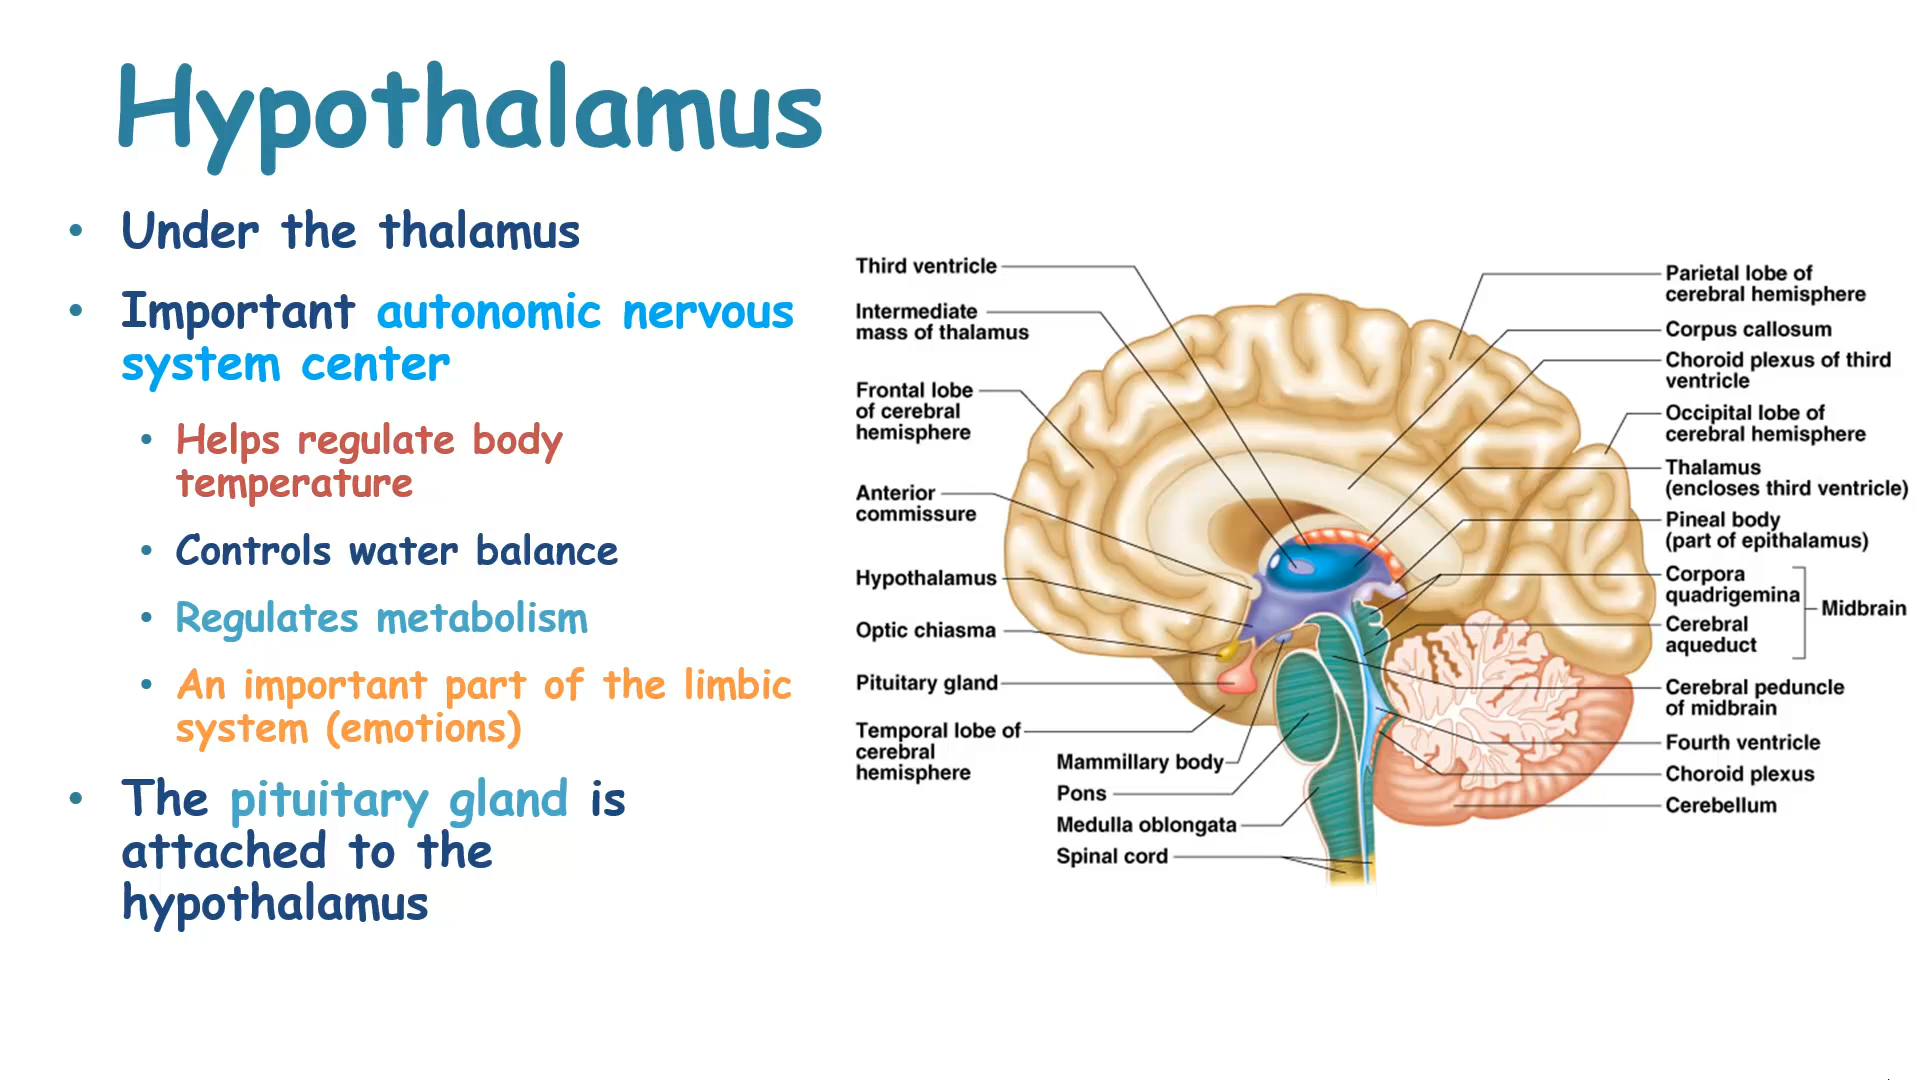 Hypothalamus
• Under the thalamus
• Important autonomic nervous
system center
• Helps regulate body
temperature
• Controls water balance
• Regulates metabolism
• An important part of the limbic
system (emotions)
• The pituitary gland is
attached to the
hypothalamus
Third ventricle
Intermediate
mass of thalamus
Frontal lobe
of cerebral
hemisphere
Anterior
commissure
Hypothalamus
Optic chiasma
Pituitary gland
Temporal lobe of
cerebral
hemisphere
Mammillary body
Pons
Medulla oblongata
Spinal cord
Parietal lobe of
cerebral hemisphere
Corpus callosum
Choroid plexus of third
ventricle
Occipital lobe of
cerebral hemisphere
Thalamus
(encloses third ventricle)
Pineal body
(part of epithalamus)
Corpora
quadrigemina
Midbrain
Cerebral
aqueduct
Cerebral peduncle
of midbrain
Fourth ventricle
Choroid plexus
Cerebellum